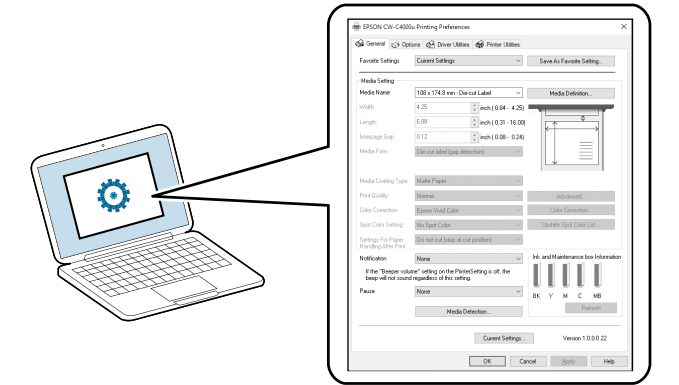 EPSON CW-C4000u Printing Preferences
General Options Driver Utilities Printer Utilities
Favorite Settings Current Settings Save As Favorite Setting...
Media Setting
Media Name 108 x 174.8 mm - Die-cut Label Media Definition...
Width 4.25 inch ( 0.84 - 4.25)
Length 6.88 inch ( 0.31 - 16.00)
Interpage Gap 0.12 inch ( 0.08 - 0.24)
Media Form Die cut label (gap detection)
Media Coating Type Matte Paper
Print Quality Normal Advanced...
Color Correction Epson Vivid Color Color Correction...
Spot Color Setting No Spot Color Update Spot Color List...
Settings For Paper Do not cut (stop at cut position)
Handling After Print
Notification None Ink and Maintenance box Information
If the "Beeper volume" setting on the PrinterSetting is off, the
beep will not sound regardless of this setting.
Pause None BK Y M C MB
Media Detection... Refresh
Current Settings... Version 1.0.0.0 22
OK Cancel Apply Help